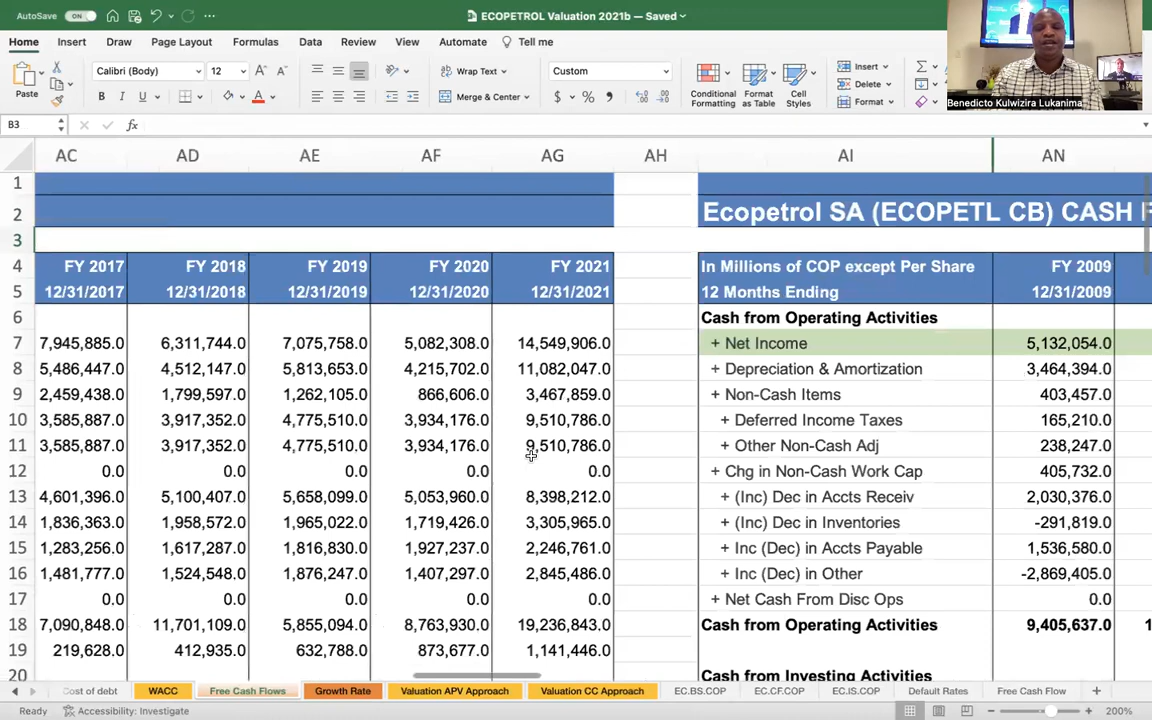 AutoSave ON ECOPETROL Valuation 2021b — Saved
Home Insert Draw Page Layout Formulas Data Review View Automate Tell me
Paste Calibri (Body) 12 A A Wrap Text Custom Insert
B I U A Merge & Center $ % 9 Conditional Formatting Format as Table Cell Styles Delete Format
Benedicto Kulwizira Lukanima
B3 fx
AC AD AE AF AG AH AI AN
1
2 Ecopetrol SA (ECOPETL CB) CASH F
3
4 FY 2017 FY 2018 FY 2019 FY 2020 FY 2021 In Millions of COP except Per Share FY 2009
5 12/31/2017 12/31/2018 12/31/2019 12/31/2020 12/31/2021 12 Months Ending 12/31/2009
6 Cash from Operating Activities
7 7,945,885.0 6,311,744.0 7,075,758.0 5,082,308.0 14,549,906.0 + Net Income 5,132,054.0
8 5,486,447.0 4,512,147.0 5,813,653.0 4,215,702.0 11,082,047.0 + Depreciation & Amortization 3,464,394.0
9 2,459,438.0 1,799,597.0 1,262,105.0 866,606.0 3,467,859.0 + Non-Cash Items 403,457.0
10 3,585,887.0 3,917,352.0 4,775,510.0 3,934,176.0 9,510,786.0 + Deferred Income Taxes 165,210.0
11 3,585,887.0 3,917,352.0 4,775,510.0 3,934,176.0 9,510,786.0 + Other Non-Cash Adj 238,247.0
12 0.0 0.0 0.0 0.0 0.0 + Chg in Non-Cash Work Cap 405,732.0
13 4,601,396.0 5,100,407.0 5,658,099.0 5,053,960.0 8,398,212.0 + (Inc) Dec in Accts Receiv 2,030,376.0
14 1,836,363.0 1,958,572.0 1,965,022.0 1,719,426.0 3,305,965.0 + (Inc) Dec in Inventories -291,819.0
15 1,283,256.0 1,617,287.0 1,816,830.0 1,927,237.0 2,246,761.0 + Inc (Dec) in Accts Payable 1,536,580.0
16 1,481,777.0 1,524,548.0 1,876,247.0 1,407,297.0 2,845,486.0 + Inc (Dec) in Other -2,869,405.0
17 0.0 0.0 0.0 0.0 0.0 + Net Cash From Disc Ops 0.0
18 7,090,848.0 11,701,109.0 5,855,094.0 8,763,930.0 19,236,843.0 Cash from Operating Activities 9,405,637.0 1
19 219,628.0 412,935.0 632,788.0 873,677.0 1,141,446.0
20 Cash from Investing Activities
Cost of debt WACC Free Cash Flows Growth Rate Valuation APV Approach Valuation CC Approach EC.BS.COP EC.CF.COP EC.IS.COP Default Rates Free Cash Flow +
Ready Accessibility: Investigate 200%